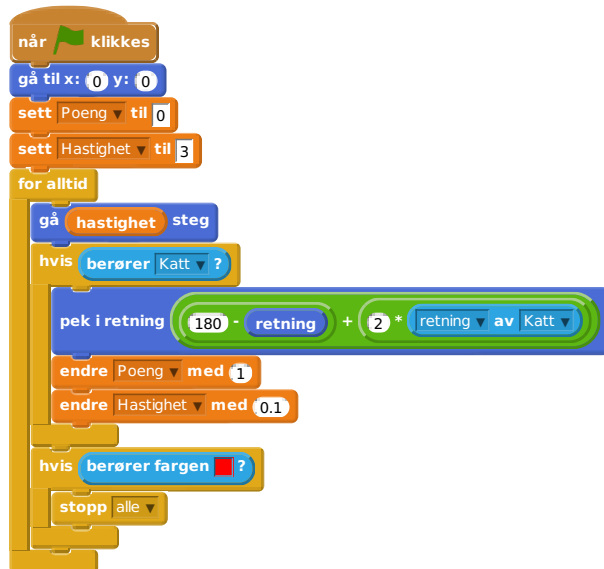 når klikkes
gå til x: 0 y: 0
sett Poeng til 0
sett Hastighet til 3
for alltid
gå hastighet steg
hvis berører Katt ?
pek i retning 180 - retning + 2 * retning av Katt
endre Poeng med 1
endre Hastighet med 0.1
hvis berører fargen ?
stopp alle